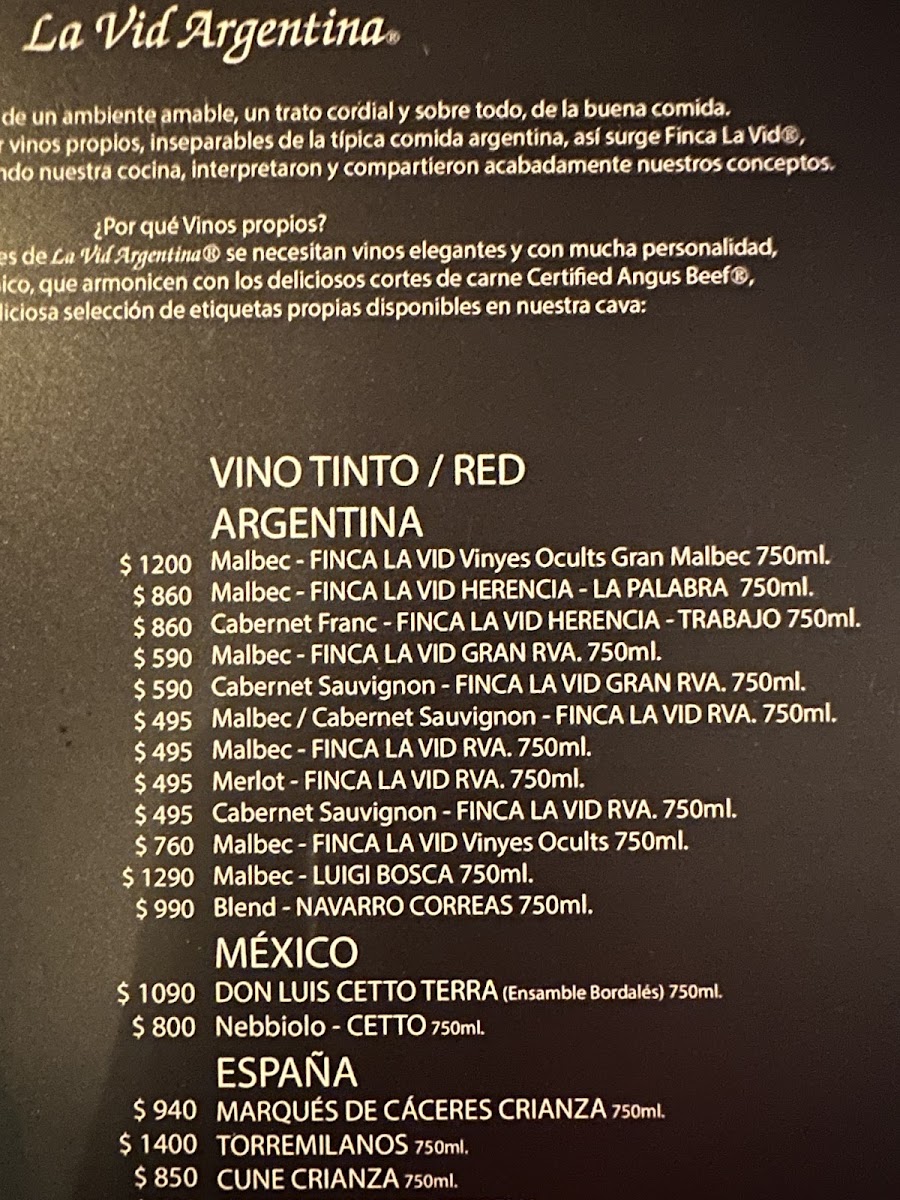 La Vid Argentina®
de un ambiente amable, un trato cordial y sobre todo, de la buena comida.
vinos propios, inseparables de la típica comida argentina, así surge Finca La Vid®,
ndo nuestra cocina, interpretaron y compartieron acabadamente nuestros conceptos.
¿Por qué Vinos propios?
es de La Vid Argentina® se necesitan vinos elegantes y con mucha personalidad,
ico, que armonicen con los deliciosos cortes de carne Certified Angus Beef®,
liciosa selección de etiquetas propias disponibles en nuestra cava:
VINO TINTO / RED
ARGENTINA
$ 1200 Malbec - FINCA LA VID Vinyes Ocults Gran Malbec 750ml.
$ 860 Malbec - FINCA LA VID HERENCIA - LA PALABRA 750ml.
$ 860 Cabernet Franc - FINCA LA VID HERENCIA - TRABAJO 750ml.
$ 590 Malbec - FINCA LA VID GRAN RVA. 750ml.
$ 590 Cabernet Sauvignon - FINCA LA VID GRAN RVA. 750ml.
$ 495 Malbec / Cabernet Sauvignon - FINCA LA VID RVA. 750ml.
$ 495 Malbec - FINCA LA VID RVA. 750ml.
$ 495 Merlot - FINCA LA VID RVA. 750ml.
$ 495 Cabernet Sauvignon - FINCA LA VID RVA. 750ml.
$ 760 Malbec - FINCA LA VID Vinyes Ocults 750ml.
$ 1290 Malbec - LUIGI BOSCA 750ml.
$ 990 Blend - NAVARRO CORREAS 750ml.
MÉXICO
$ 1090 DON LUIS CETTO TERRA (Ensamble Bordalés) 750ml.
$ 800 Nebbiolo - CETTO 750ml.
ESPAÑA
$ 940 MARQUÉS DE CÁCERES CRIANZA 750ml.
$ 1400 TORREMILANOS 750ml.
$ 850 CUNE CRIANZA 750ml.